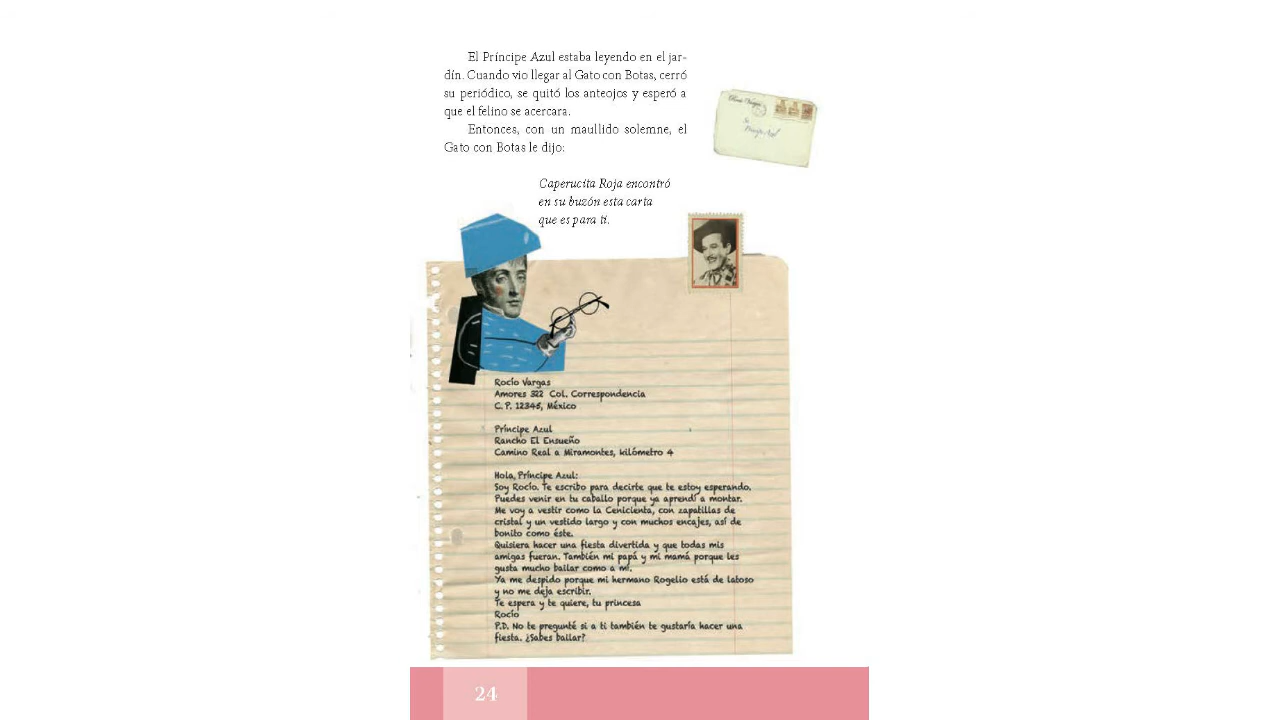 El Príncipe Azul estaba leyendo en el jar-
dín. Cuando vio llegar al Gato con Botas, cerró
su periódico, se quitó los anteojos y esperó a
que el felino se acercara.
Entonces, con un maullido solemne, el
Gato con Botas le dijo:
Caperucita Roja encontró
en su buzón esta carta
que es para ti.
Rocío Vargas
Amores 322 Col. Correspondencia
C. P. 12345, México
Príncipe Azul
Rancho El Ensueño
Camino Real a Miramontes, kilómetro 4
Hola, Príncipe Azul:
Soy Rocío. Te escribo para decirte que te estoy esperando.
Puedes venir en tu caballo porque ya aprendí a montar.
Me voy a vestir como la Cenicienta, con zapatillas de
cristal y un vestido largo y con muchos encajes, así de
bonito como éste.
Quisiera hacer una fiesta divertida y que todas mis
amigas fueran. También mi papá y mi mamá porque les
gusta mucho bailar como a mí.
Ya me despido porque mi hermano Rogelio está de latoso
y no me deja escribir.
Te espera y te quiere, tu princesa
Rocío
P.D. No te pregunté si a ti también te gustaría hacer una
fiesta. ¿Sabes bailar?
24